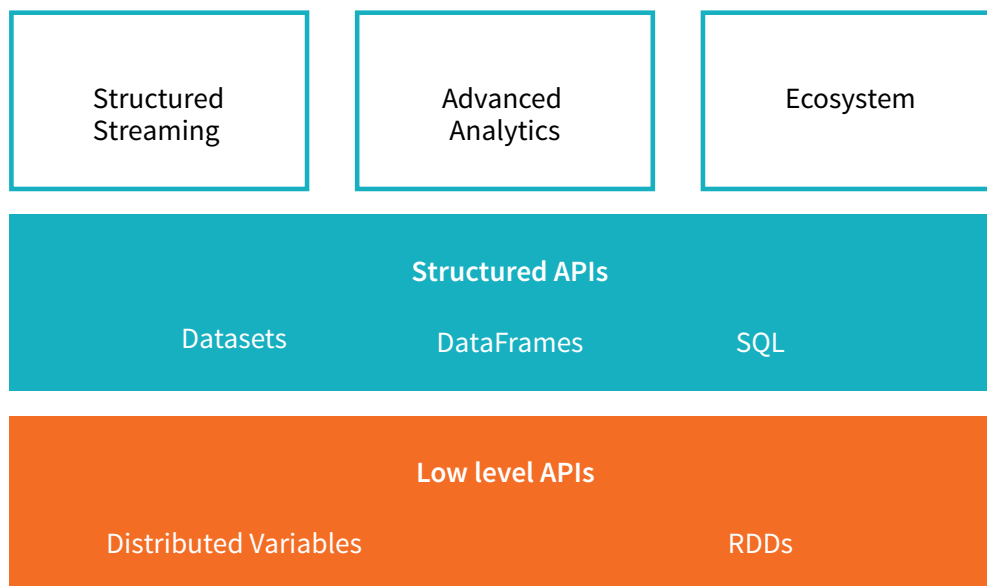 Structured
Streaming
Advanced
Analytics
Ecosystem
Structured APIs
Datasets
DataFrames
SQL
Low level APIs
Distributed Variables
RDDs